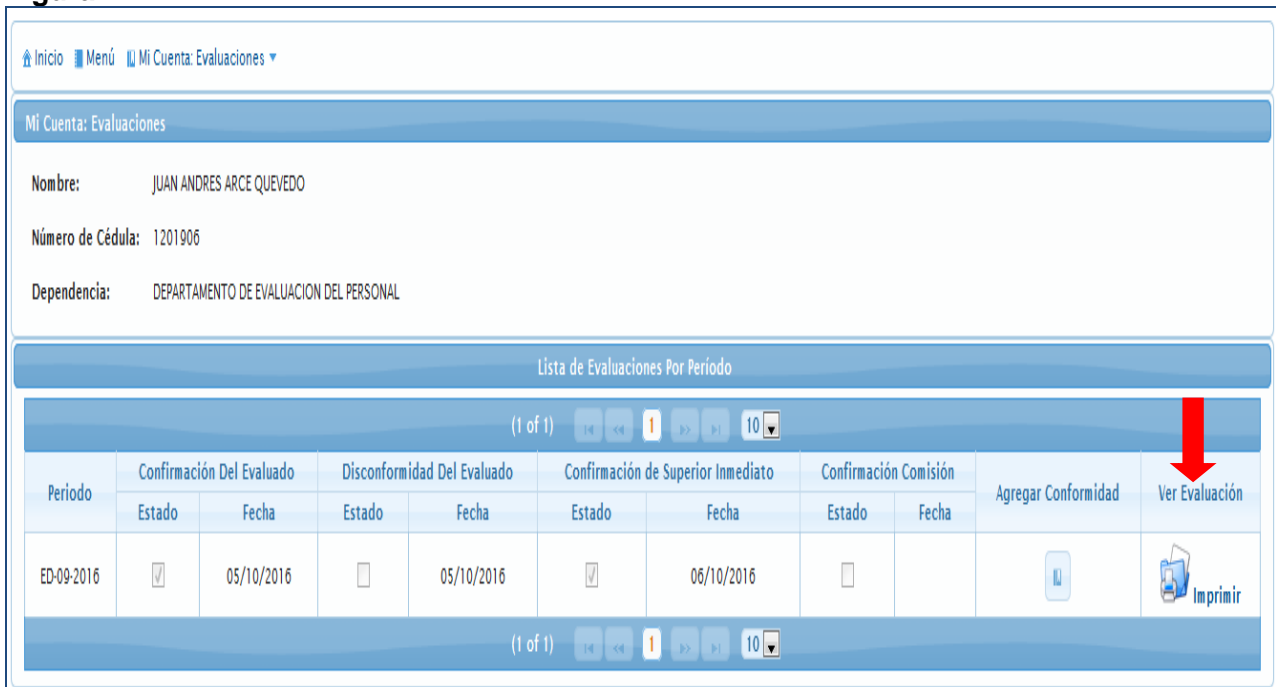 Inicio Menú Mi Cuenta: Evaluaciones
Mi Cuenta: Evaluaciones
Nombre: JUAN ANDRES ARCE QUEVEDO
Número de Cédula: 1201906
Dependencia: DEPARTAMENTO DE EVALUACION DEL PERSONAL
Lista de Evaluaciones Por Período
(1 of 1) 1 10
Periodo Confirmación Del Evaluado Disconformidad Del Evaluado Confirmación de Superior Inmediato Confirmación Comisión Agregar Conformidad Ver Evaluación
Estado Fecha Estado Fecha Estado Fecha Estado Fecha
ED-09-2016 05/10/2016 05/10/2016 06/10/2016 Imprimir
(1 of 1) 1 10